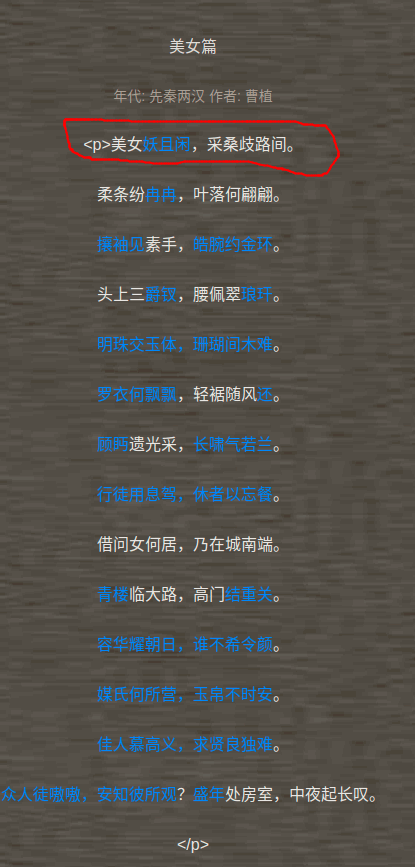 美女篇
年代: 先秦两汉 作者: 曹植
<p>美女妖且闲，采桑歧路间。
柔条纷冉冉，叶落何翩翩。
攘袖见素手，皓腕约金环。
头上三爵钗，腰佩翠琅玕。
明珠交玉体，珊瑚间木难。
罗衣何飘飘，轻裾随风还。
顾眄遗光采，长啸气若兰。
行徒用息驾，休者以忘餐。
借问女何居，乃在城南端。
青楼临大路，高门结重关。
容华耀朝日，谁不希令颜。
媒氏何所营，玉帛不时安。
佳人慕高义，求贤良独难。
众人徒嗷嗷，安知彼所观？盛年处房室，中夜起长叹。
</p>